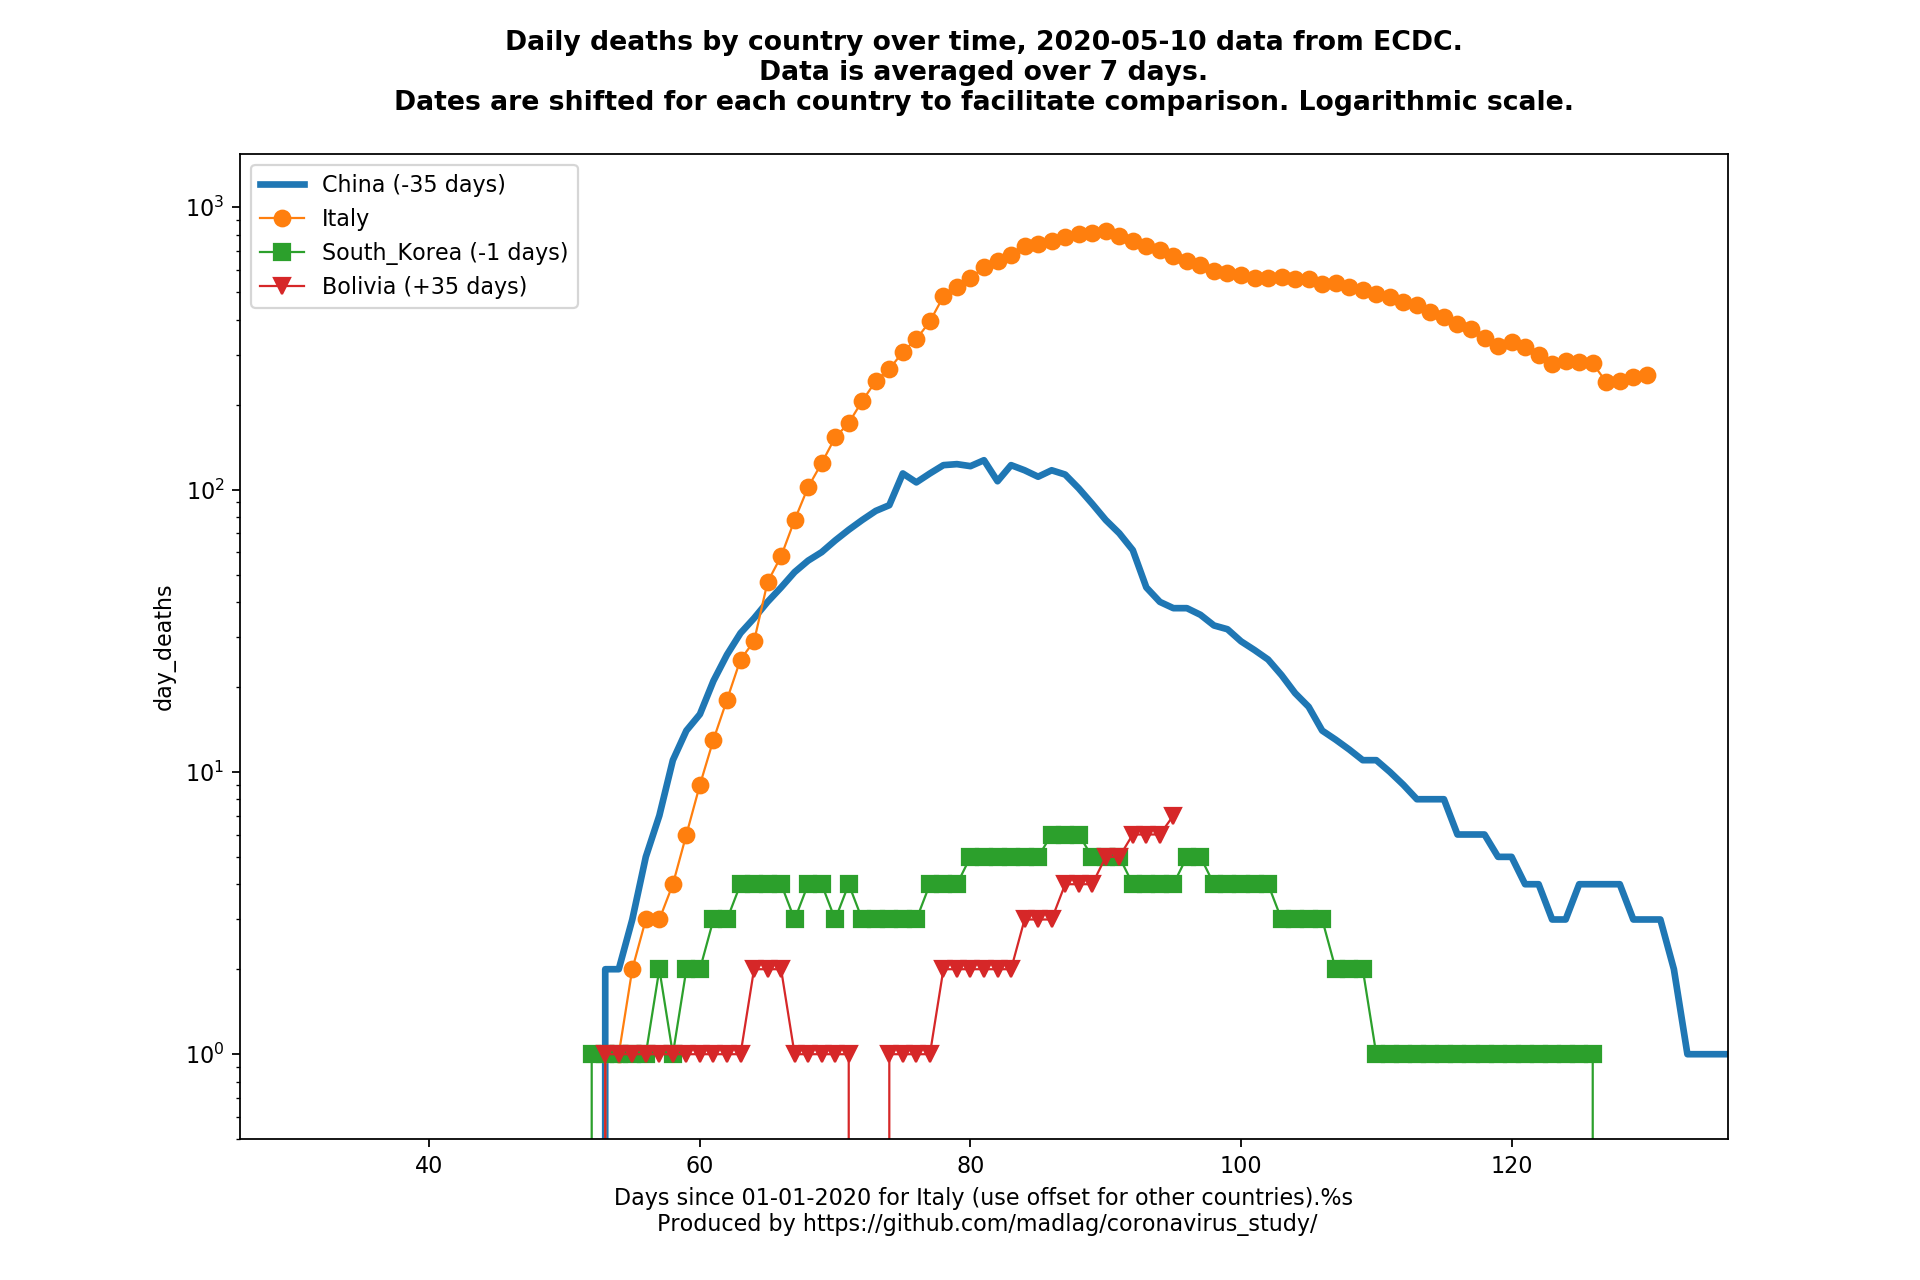 Daily deaths by country over time, 2020-05-10 data from ECDC.
Data is averaged over 7 days.
Dates are shifted for each country to facilitate comparison. Logarithmic scale.
China (-35 days)
Italy
South_Korea (-1 days)
Bolivia (+35 days)
10³
10²
10¹
10⁰
day_deaths
40 60 80 100 120
Days since 01-01-2020 for Italy (use offset for other countries).%s
Produced by https://github.com/madlag/coronavirus_study/